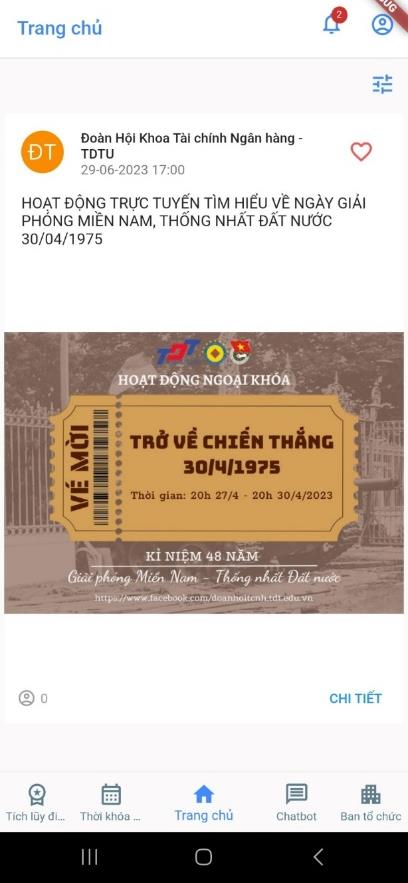 Trang chủ
2
ĐT
Đoàn Hội Khoa Tài chính Ngân hàng -
TDTU
29-06-2023 17:00
HOẠT ĐỘNG TRỰC TUYẾN TÌM HIỂU VỀ NGÀY GIẢI
PHÓNG MIỀN NAM, THỐNG NHẤT ĐẤT NƯỚC
30/04/1975
TDT
HOẠT ĐỘNG NGOẠI KHÓA
VÉ MỜI
TRỞ VỀ CHIẾN THẮNG
30/4/1975
Thời gian: 20h 27/4 - 20h 30/4/2023
KỈ NIỆM 48 NĂM
Giải phóng Miền Nam - Thống nhất Đất nước
https://www.facebook.com/doanhoitcnh.tdt.edu.vn
0
CHI TIẾT
Tích lũy đi...
Thời khóa ...
Trang chủ
Chatbot
Ban tổ chức